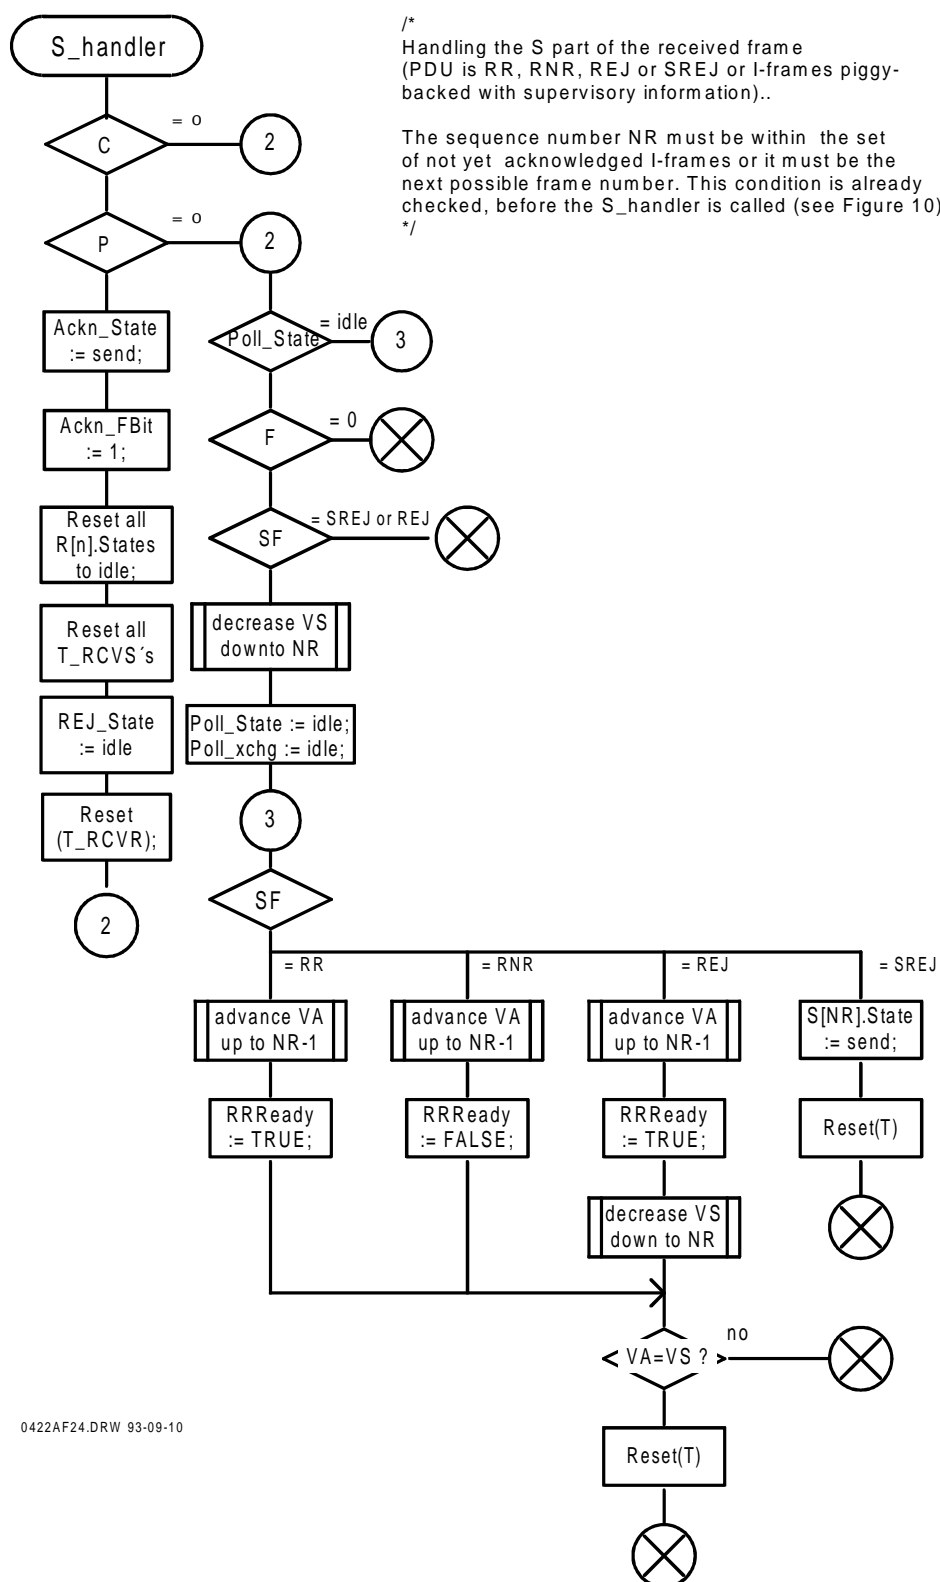 S_handler
/*
Handling the S part of the received frame
(PDU is RR, RNR, REJ or SREJ or I-frames piggy-
backed with supervisory information)..
The sequence number NR must be within the set
of not yet acknowledged I-frames or it must be the
next possible frame number. This condition is already
checked, before the S_handler is called (see Figure 10)
*/
C
= o
2
P
= o
2
Ackn_State
:= send;
Ackn_FBit
:= 1;
Reset all
R[n].States
to idle;
Reset all
T_RCVS´s
REJ_State
:= idle
Reset
(T_RCVR);
2
Poll_State
= idle
3
F
= 0
SF
= SREJ or REJ
decrease VS
downto NR
Poll_State := idle;
Poll_xchg := idle;
3
SF
= RR
= RNR
= REJ
= SREJ
advance VA
up to NR-1
advance VA
up to NR-1
advance VA
up to NR-1
S[NR].State
:= send;
RRReady
:= TRUE;
RRReady
:= FALSE;
RRReady
:= TRUE;
Reset(T)
decrease VS
down to NR
VA=VS ?
no
Reset(T)
0422AF24.DRW 93-09-10